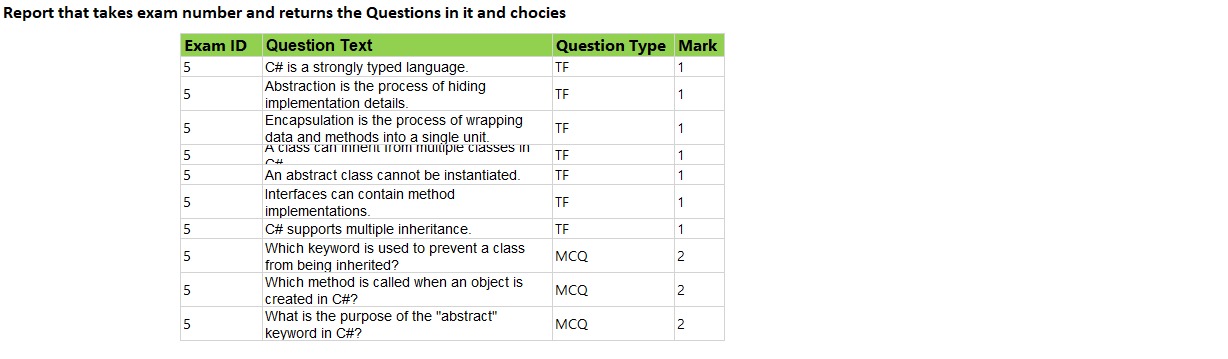 Report that takes exam number and returns the Questions in it and chocies
Exam ID Question Text Question Type Mark
5 C# is a strongly typed language. TF 1
Abstraction is the process of hiding
5 TF 1
implementation details.
Encapsulation is the process of wrapping
5 TF 1
data and methods into a single unit.
A class can inherit from multiple classes in
5 TF 1
C#
5 An abstract class cannot be instantiated. TF 1
Interfaces can contain method
5 TF 1
implementations.
5 C# supports multiple inheritance. TF 1
Which keyword is used to prevent a class
5 MCQ 2
from being inherited?
Which method is called when an object is
5 MCQ 2
created in C#?
What is the purpose of the "abstract"
5 MCQ 2
keyword in C#?